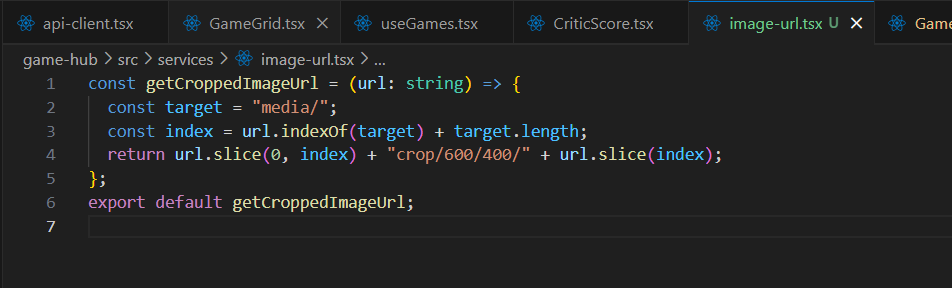 api-client.tsx GameGrid.tsx × useGames.tsx CriticScore.tsx image-url.tsx U × Gam
game-hub > src > services > image-url.tsx > ...
1 const getCroppedImageUrl = (url: string) => {
2 const target = "media/";
3 const index = url.indexOf(target) + target.length;
4 return url.slice(0, index) + "crop/600/400/" + url.slice(index);
5 };
6 export default getCroppedImageUrl;
7